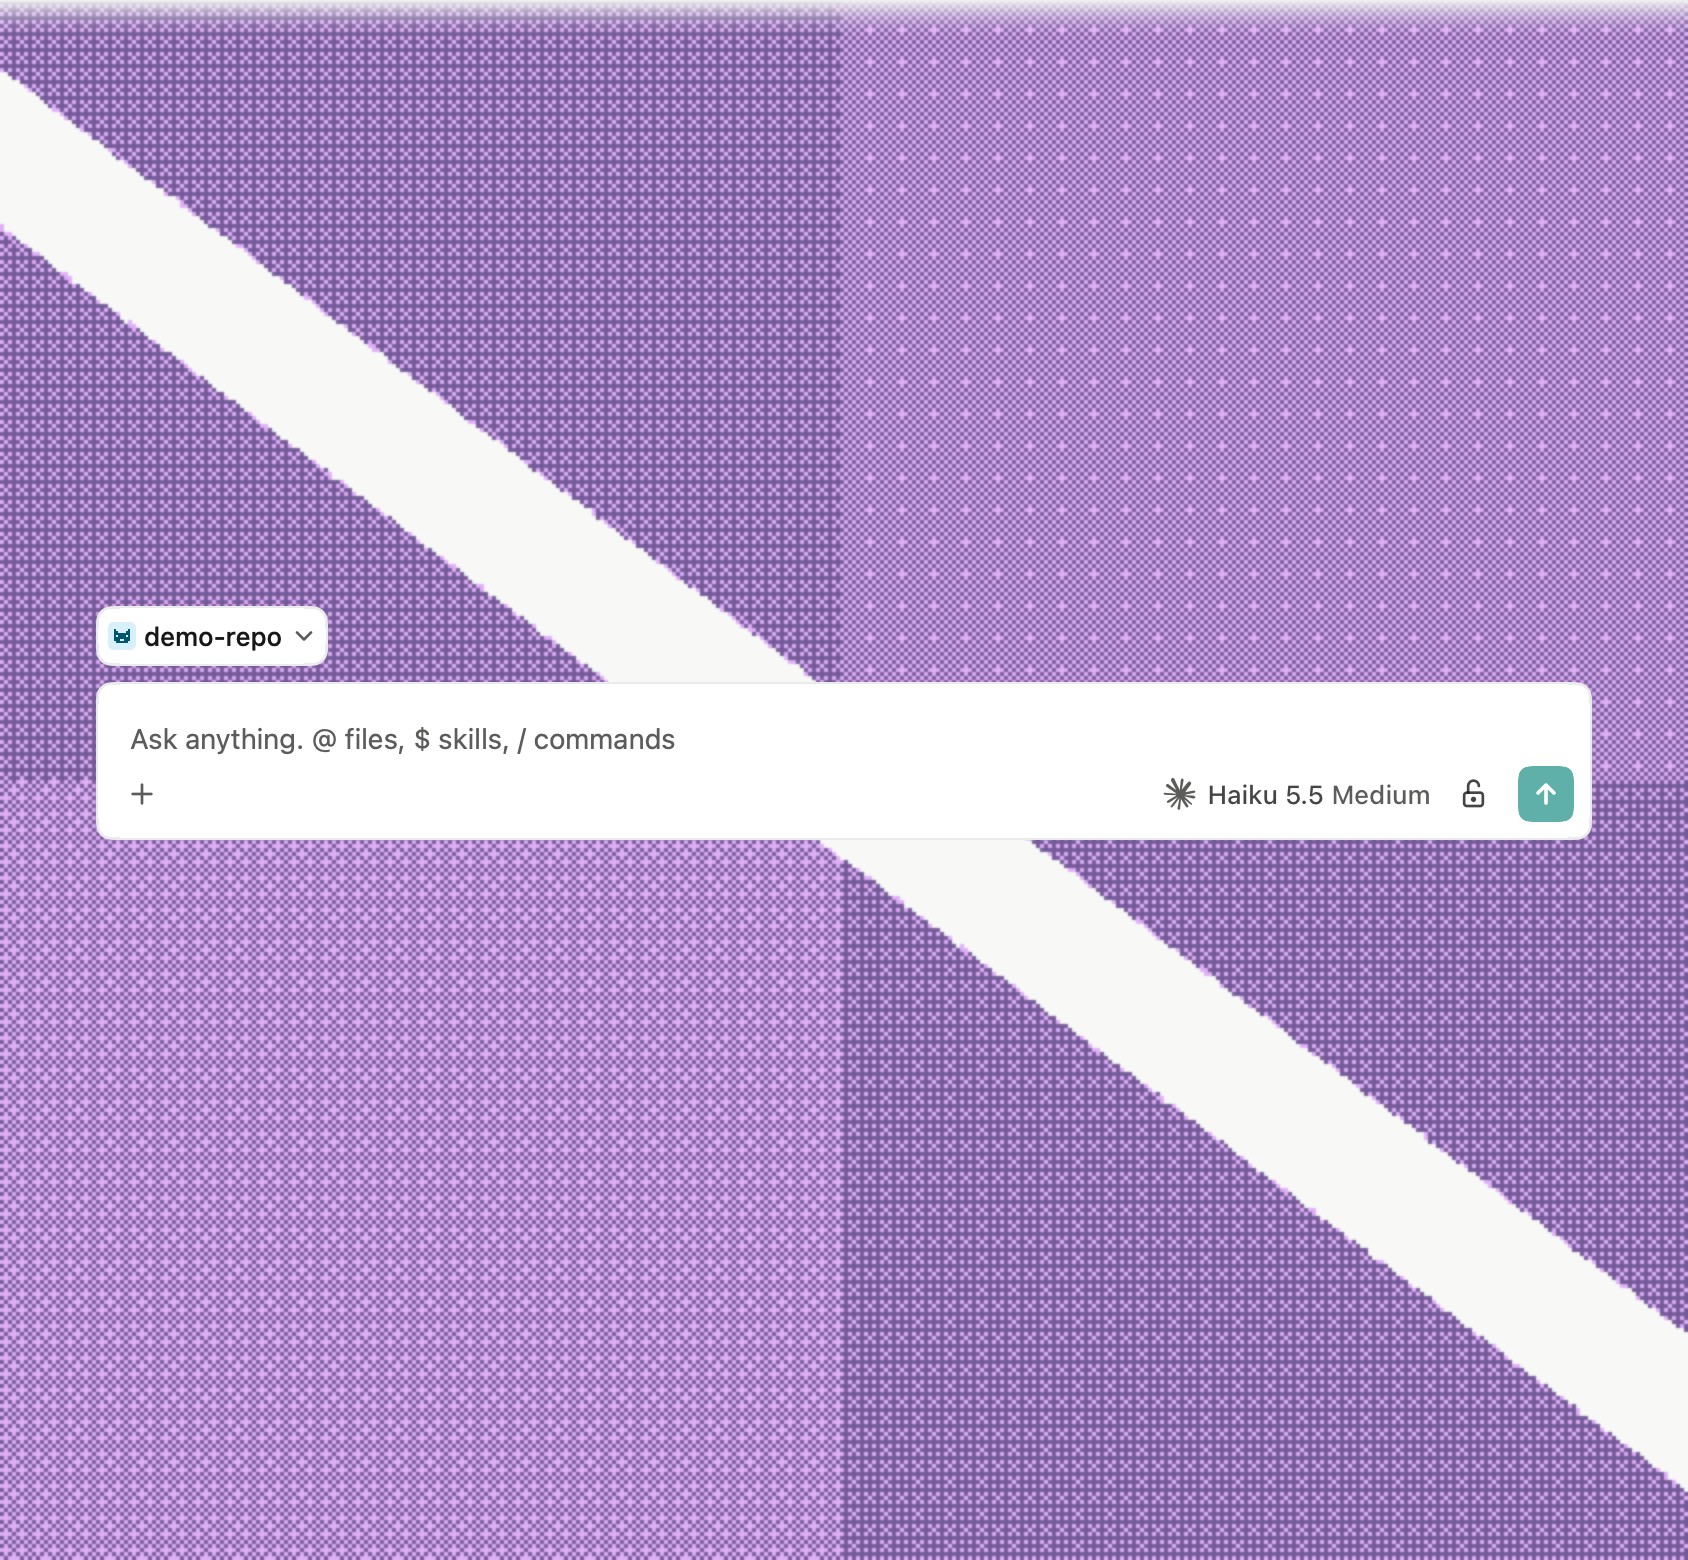 demo-repo
Ask anything. @ files, $ skills, / commands
Haiku 5.5 Medium